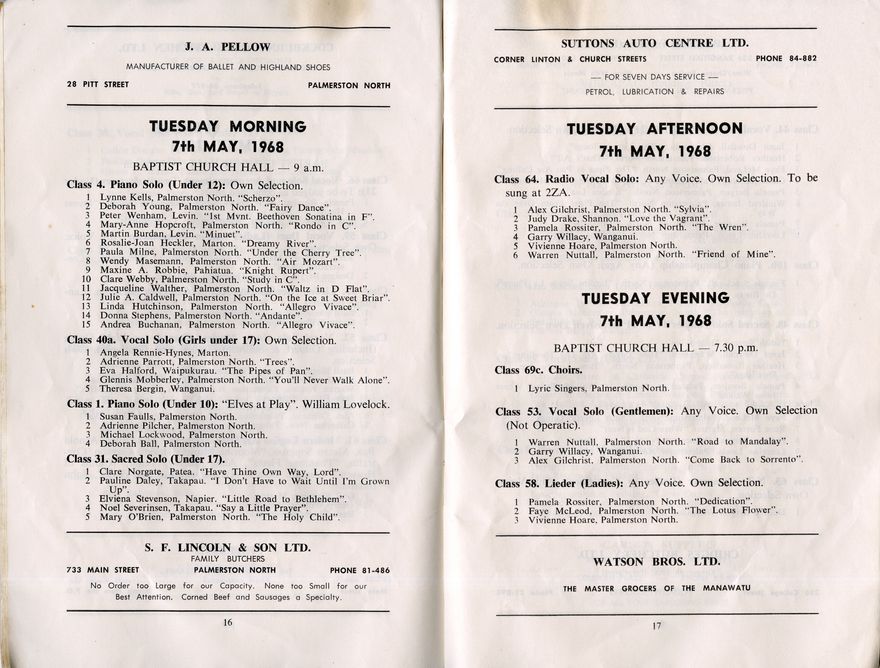 J. A. PELLOW
MANUFACTURER OF BALLET AND HIGHLAND SHOES
28 PITT STREET PALMERSTON NORTH
TUESDAY MORNING
7th MAY, 1968
BAPTIST CHURCH HALL — 9 a.m.
Class 4. Piano Solo (Under 12): Own Selection.
1 Lynne Kells, Palmerston North. "Scherzo".
2 Deborah Young, Palmerston North. "Fairy Dance".
3 Peter Wenham, Levin. "1st Mvnt. Beethoven Sonatina in F".
4 Mary-Anne Hopcroft, Palmerston North. "Rondo in C".
5 Martin Burdan, Levin. "Minuet".
6 Rosalie-Joan Heckler, Marton. "Dreamy River".
7 Paula Milne, Palmerston North. "Under the Cherry Tree".
8 Wendy Masemann, Palmerston North. "Air Mozart".
9 Maxine A. Robbie, Pahiatua. "Knight Rupert".
10 Clare Webby, Palmerston North. "Study in C".
11 Jacqueline Walther, Palmerston North. "Waltz in D Flat".
12 Julie A. Caldwell, Palmerston North. "On the Ice at Sweet Briar".
13 Linda Hutchinson, Palmerston North. "Allegro Vivace".
14 Donna Stephens, Palmerston North. "Andante".
15 Andrea Buchanan, Palmerston North. "Allegro Vivace".
Class 40a. Vocal Solo (Girls under 17): Own Selection.
1 Angela Rennie-Hynes, Marton.
2 Adrienne Parrott, Palmerston North. "Trees".
3 Eva Halford, Waipukurau. "The Pipes of Pan".
4 Glennis Mobberley, Palmerston North. "You'll Never Walk Alone".
5 Theresa Bergin, Wanganui.
Class 1. Piano Solo (Under 10): "Elves at Play". William Lovelock.
1 Susan Faulls, Palmerston North.
2 Adrienne Pilcher, Palmerston North.
3 Michael Lockwood, Palmerston North.
4 Deborah Ball, Palmerston North.
Class 31. Sacred Solo (Under 17).
1 Clare Norgate, Patea. "Have Thine Own Way, Lord".
2 Pauline Daley, Takapau. "I Don't Have to Wait Until I'm Grown
Up".
3 Elviena Stevenson, Napier. "Little Road to Bethlehem".
4 Noel Severinsen, Takapau. "Say a Little Prayer".
5 Mary O'Brien, Palmerston North. "The Holy Child".
S. F. LINCOLN & SON LTD.
FAMILY BUTCHERS
733 MAIN STREET PALMERSTON NORTH PHONE 81-486
No Order too Large for our Capacity. None too Small for our
Best Attention. Corned Beef and Sausages a Specialty.
16
SUTTONS AUTO CENTRE LTD.
CORNER LINTON & CHURCH STREETS PHONE 84-882
— FOR SEVEN DAYS SERVICE —
PETROL, LUBRICATION & REPAIRS
TUESDAY AFTERNOON
7th MAY, 1968
Class 64. Radio Vocal Solo: Any Voice. Own Selection. To be
sung at 2ZA.
1 Alex Gilchrist, Palmerston North. "Sylvia".
2 Judy Drake, Shannon. "Love the Vagrant".
3 Pamela Rossiter, Palmerston North. "The Wren".
4 Garry Willacy, Wanganui.
5 Vivienne Hoare, Palmerston North.
6 Warren Nuttall, Palmerston North. "Friend of Mine".
TUESDAY EVENING
7th MAY, 1968
BAPTIST CHURCH HALL — 7.30 p.m.
Class 69c. Choirs.
1 Lyric Singers, Palmerston North.
Class 53. Vocal Solo (Gentlemen): Any Voice. Own Selection
(Not Operatic).
1 Warren Nuttall, Palmerston North. "Road to Mandalay".
2 Garry Willacy, Wanganui.
3 Alex Gilchrist. Palmerston North. "Come Back to Sorrento".
Class 58. Lieder (Ladies): Any Voice. Own Selection.
1 Pamela Rossiter, Palmerston North. "Dedication".
2 Faye McLeod, Palmerston North. "The Lotus Flower".
3 Vivienne Hoare, Palmerston North.
WATSON BROS. LTD.
THE MASTER GROCERS OF THE MANAWATU
17